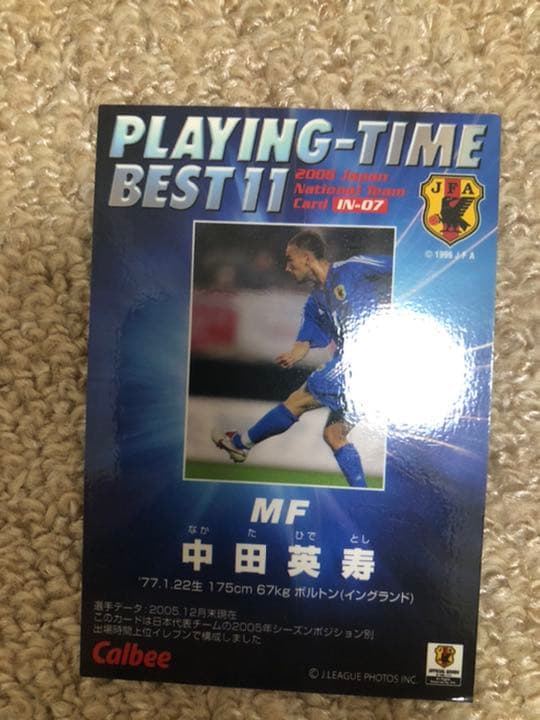 PLAYING-TIME
BEST 11
2006 Japan
National Team
Card IN-07
JFA
© 1996 J F A
MF
なか た ひで とし
中田英寿
'77.1.22生 175cm 67kg ボルトン(イングランド)
選手データ:2005.12月末現在
このカードは日本代表チームの2005年シーズンポジション別
出場時間上位イレブンで構成しました
Calbee
© J.LEAGUE PHOTOS INC.